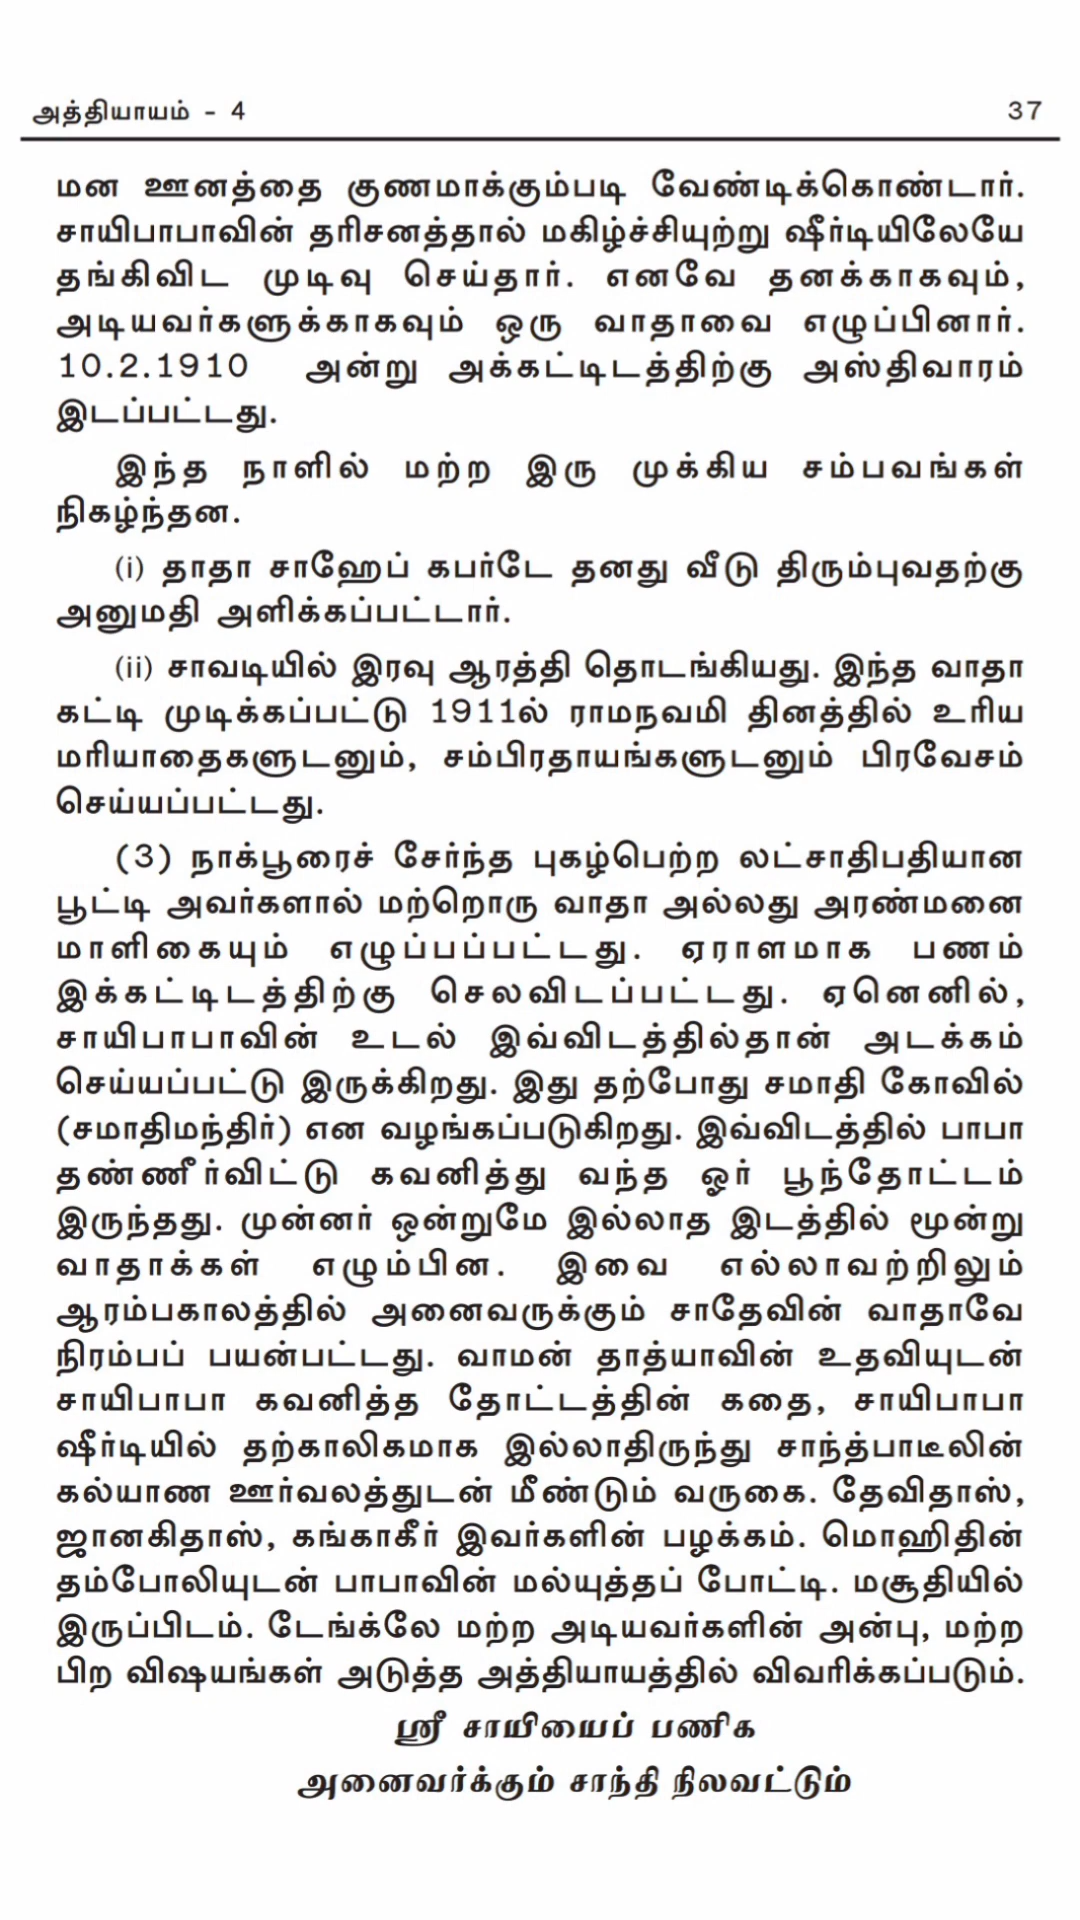 அத்தியாயம் - 4 37
மன ஊனத்தை குணமாக்கும்படி வேண்டிக்கொண்டார்.
சாயிபாபாவின் தரிசனத்தால் மகிழ்ச்சியுற்று ஷீர்டியிலேயே
தங்கிவிட முடிவு செய்தார். எனவே தனக்காகவும்,
அடியவர்களுக்காகவும் ஒரு வாதாவை எழுப்பினார்.
10.2.1910 அன்று அக்கட்டிடத்திற்கு அஸ்திவாரம்
இடப்பட்டது.
இந்த நாளில் மற்ற இரு முக்கிய சம்பவங்கள்
நிகழ்ந்தன.
(i) தாதா சாஹேப் கபர்டே தனது வீடு திரும்புவதற்கு
அனுமதி அளிக்கப்பட்டார்.
(ii) சாவடியில் இரவு ஆரத்தி தொடங்கியது. இந்த வாதா
கட்டி முடிக்கப்பட்டு 1911ல் ராமநவமி தினத்தில் உரிய
மரியாதைகளுடனும், சம்பிரதாயங்களுடனும் பிரவேசம்
செய்யப்பட்டது.
(3) நாக்பூரைச் சேர்ந்த புகழ்பெற்ற லட்சாதிபதியான
பூட்டி அவர்களால் மற்றொரு வாதா அல்லது அரண்மனை
மாளிகையும் எழுப்பப்பட்டது. ஏராளமாக பணம்
இக்கட்டிடத்திற்கு செலவிடப்பட்டது. ஏனெனில்,
சாயிபாபாவின் உடல் இவ்விடத்தில்தான் அடக்கம்
செய்யப்பட்டு இருக்கிறது. இது தற்போது சமாதி கோவில்
(சமாதிமந்திர்) என வழங்கப்படுகிறது. இவ்விடத்தில் பாபா
தண்ணீர்விட்டு கவனித்து வந்த ஓர் பூந்தோட்டம்
இருந்தது. முன்னர் ஒன்றுமே இல்லாத இடத்தில் மூன்று
வாதாக்கள் எழும்பின. இவை எல்லாவற்றிலும்
ஆரம்பகாலத்தில் அனைவருக்கும் சாதேவின் வாதாவே
நிரம்பப் பயன்பட்டது. வாமன் தாத்யாவின் உதவியுடன்
சாயிபாபா கவனித்த தோட்டத்தின் கதை, சாயிபாபா
ஷீர்டியில் தற்காலிகமாக இல்லாதிருந்து சாந்த்பாடீலின்
கல்யாண ஊர்வலத்துடன் மீண்டும் வருகை. தேவிதாஸ்,
ஜானகிதாஸ், கங்காகீர் இவர்களின் பழக்கம். மொஹிதின்
தம்போலியுடன் பாபாவின் மல்யுத்தப் போட்டி. மசூதியில்
இருப்பிடம். டேங்க்லே மற்ற அடியவர்களின் அன்பு, மற்ற
பிற விஷயங்கள் அடுத்த அத்தியாயத்தில் விவரிக்கப்படும்.
ஸ்ரீ சாயியைப் பணிக
அனைவர்க்கும் சாந்தி நிலவட்டும்